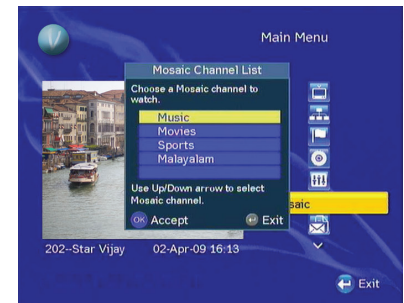 V
Main Menu
Mosaic Channel List
Choose a Mosaic channel to
watch.
Music
Movies
Sports
Malayalam
Use Up/Down arrow to select
Mosaic channel.
OK Accept
Exit
saic
202--Star Vijay 02-Apr-09 16:13
Exit